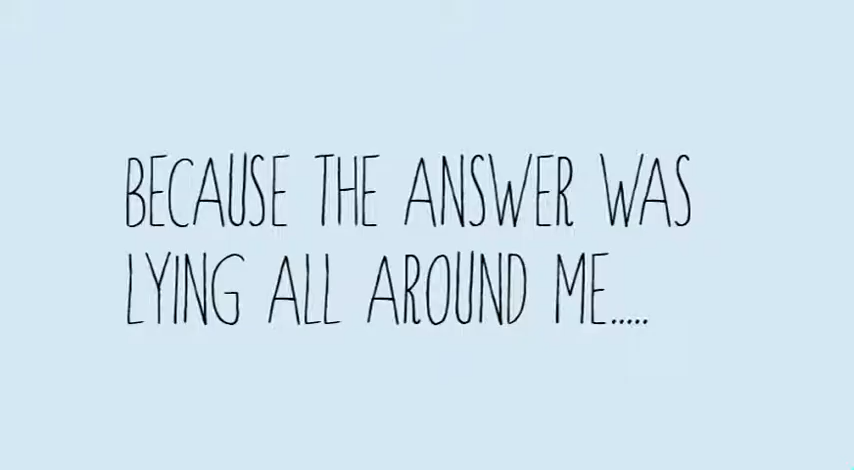 BECAUSE THE ANSWER WAS
LYING ALL AROUND ME.....